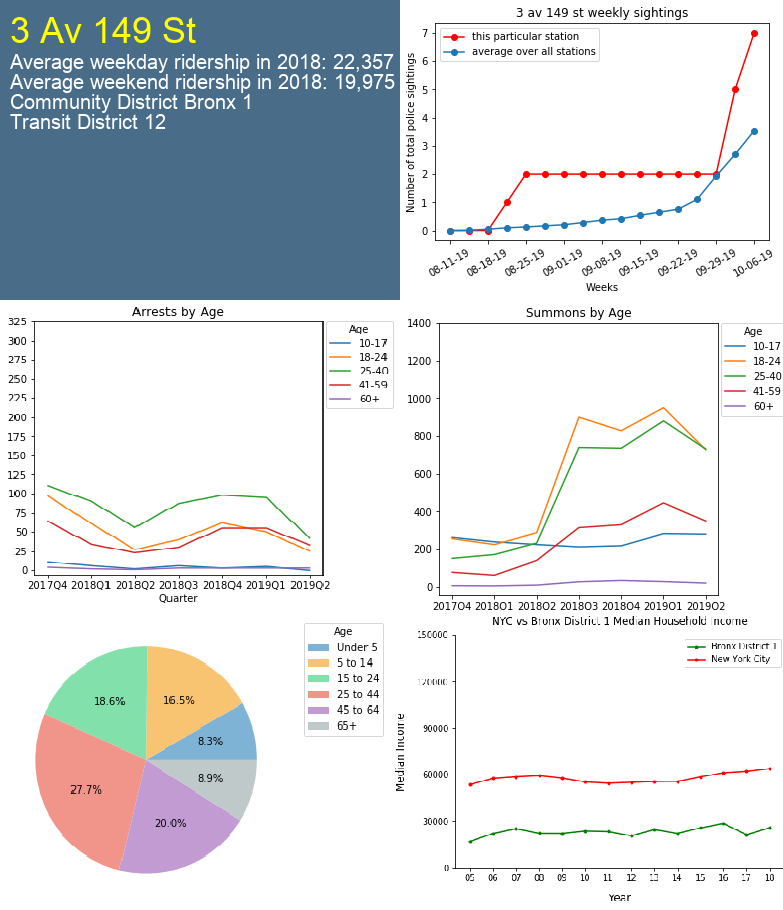 3 Av 149 St
Average weekday ridership in 2018: 22,357
Average weekend ridership in 2018: 19,975
Community District Bronx 1
Transit District 12
3 av 149 st weekly sightings
this particular station
average over all stations
Number of total police sightings
7
6
5
4
3
2
1
0
08-11-19
08-18-19
08-25-19
09-01-19
09-08-19
09-15-19
09-22-19
09-29-19
10-06-19
Weeks
Arrests by Age
325
300
275
250
225
200
175
150
125
100
75
50
25
0
Age
10-17
18-24
25-40
41-59
60+
2017Q4 2018Q1 2018Q2 2018Q3 2018Q4 2019Q1 2019Q2
Quarter
Summons by Age
1400
1200
1000
800
600
400
200
0
Age
10-17
18-24
25-40
41-59
60+
2017Q4 2018Q1 2018Q2 2018Q3 2018Q4 2019Q1 2019Q2
Age
Under 5
5 to 14
15 to 24
25 to 44
45 to 64
65+
18.6%
16.5%
8.3%
8.9%
27.7%
20.0%
NYC vs Bronx District 1 Median Household Income
Bronx District 1
New York City
Median Income
150000
120000
90000
60000
30000
0
05 06 07 08 09 10 11 12 13 14 15 16 17 18
Year